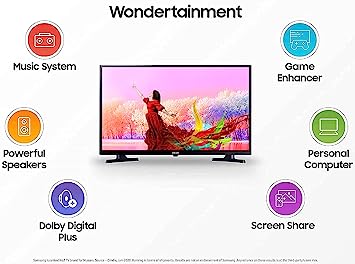 Wondertainment
Music System
Game
Enhancer
Powerful
Speakers
Personal
Computer
Dolby Digital
Plus
Screen Share